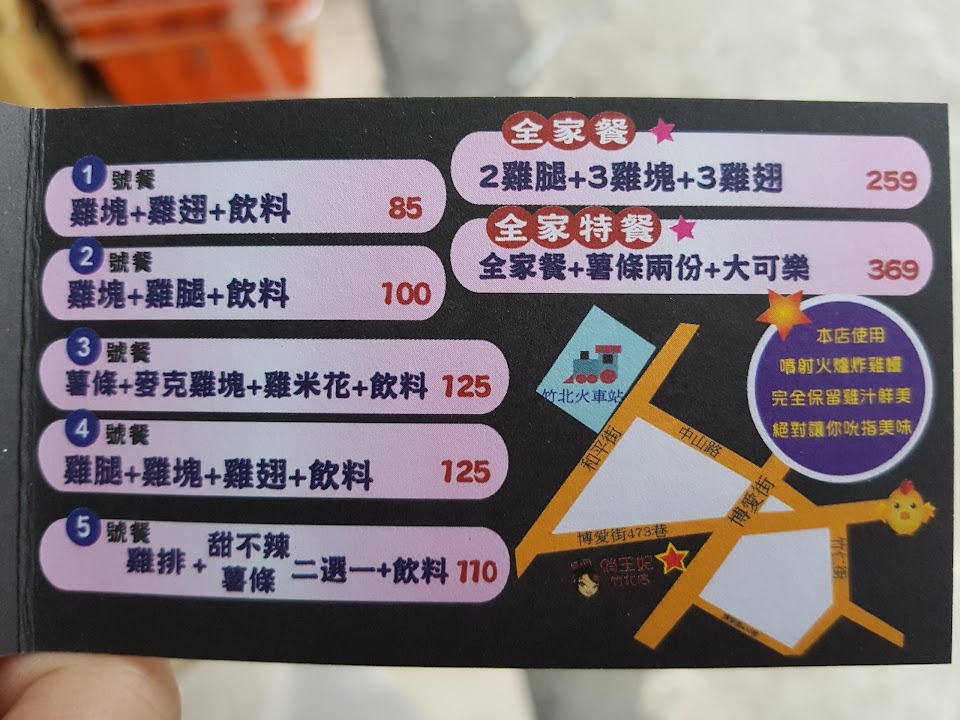 1 號餐
雞塊+雞翅+飲料 85
2 號餐
雞塊+雞腿+飲料 100
3 號餐
薯條+麥克雞塊+雞米花+飲料 125
4 號餐
雞腿+雞塊+雞翅+飲料 125
5 號餐
雞排+甜不辣
薯條
二選一+飲料 110
全家餐
2雞腿+3雞塊+3雞翅 259
全家特餐
全家餐+薯條兩份+大可樂 369
本店使用
噴射火爐炸雞爐
完全保留雞汁鮮美
絕對讓你吮指美味
竹北火車站
和平街
中山路
博愛街
博愛街473巷
竹仁街
俏王妃
竹北店